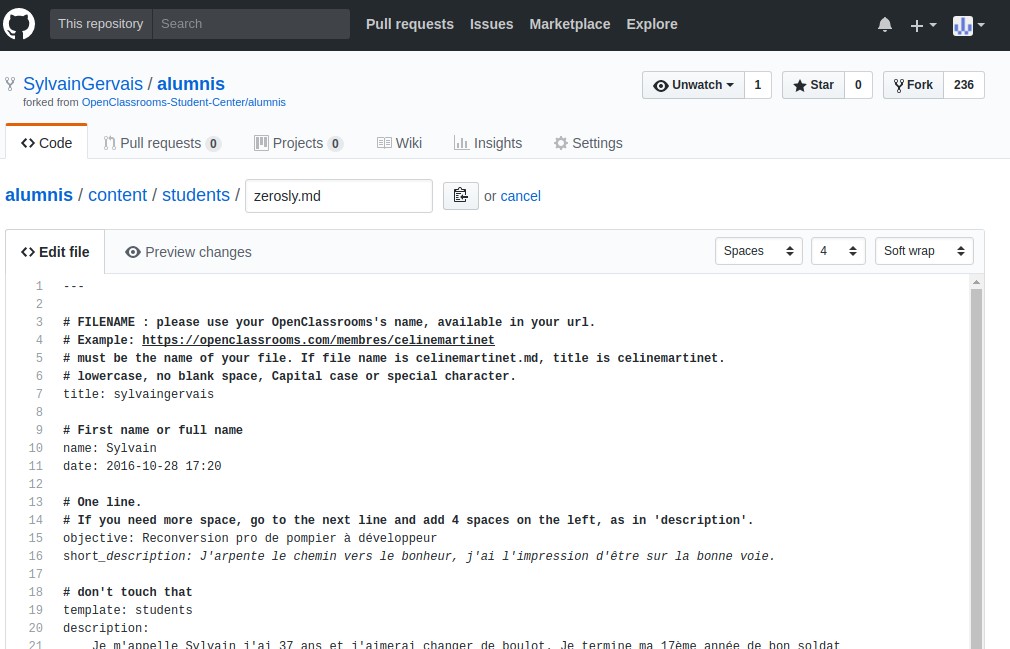 This repository Search Pull requests Issues Marketplace Explore
SylvainGervais / alumnis
forked from OpenClassrooms-Student-Center/alumnis
Unwatch 1 Star 0 Fork 236
Code Pull requests 0 Projects 0 Wiki Insights Settings
alumnis / content / students / zerosly.md or cancel
Edit file Preview changes Spaces 4 Soft wrap
1 ---
2
3 # FILENAME : please use your OpenClassrooms's name, available in your url.
4 # Example: https://openclassrooms.com/membres/celinemartinet
5 # must be the name of your file. If file name is celinemartinet.md, title is celinemartinet.
6 # lowercase, no blank space, Capital case or special character.
7 title: sylvaingervais
8
9 # First name or full name
10 name: Sylvain
11 date: 2016-10-28 17:20
12
13 # One line.
14 # If you need more space, go to the next line and add 4 spaces on the left, as in 'description'.
15 objective: Reconversion pro de pompier à développeur
16 short_description: J'arpente le chemin vers le bonheur, j'ai l'impression d'être sur la bonne voie.
17
18 # don't touch that
19 template: students
20 description:
21 Je m'appelle Sylvain j'ai 37 ans et j'aimerai changer de boulot. Je termine ma 17ème année de bon soldat